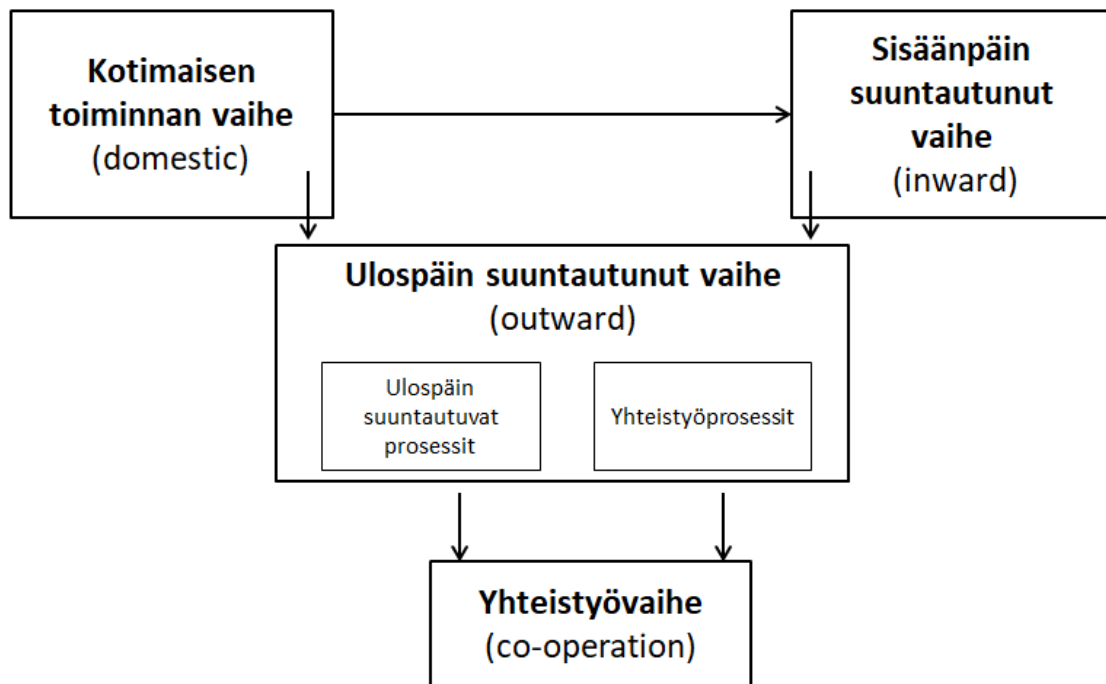 Kotimaisen
toiminnan vaihe
(domestic)
Sisäänpäin
suuntautunut
vaihe
(inward)
Ulospäin suuntautunut vaihe
(outward)
Ulospäin
suuntautuvat
prosessit
Yhteistyöprosessit
Yhteistyövaihe
(co-operation)